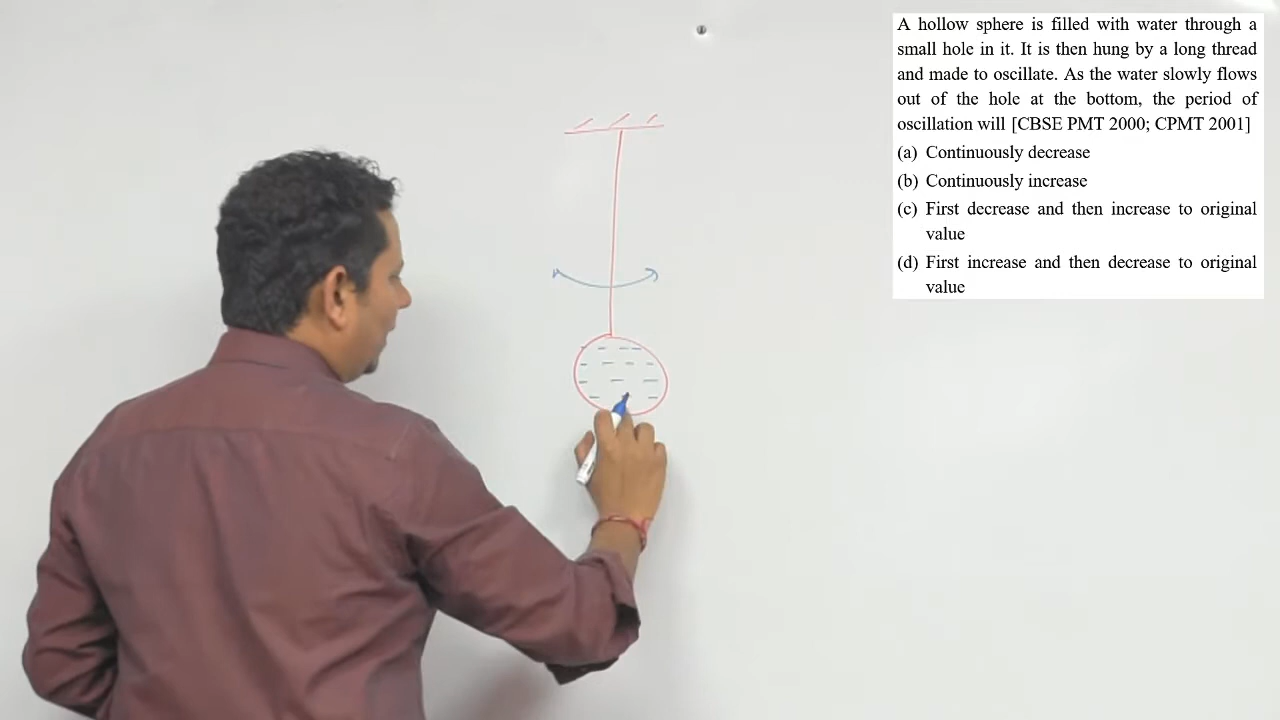 A hollow sphere is filled with water through a
small hole in it. It is then hung by a long thread
and made to oscillate. As the water slowly flows
out of the hole at the bottom, the period of
oscillation will [CBSE PMT 2000; CPMT 2001]
(a) Continuously decrease
(b) Continuously increase
(c) First decrease and then increase to original
value
(d) First increase and then decrease to original
value